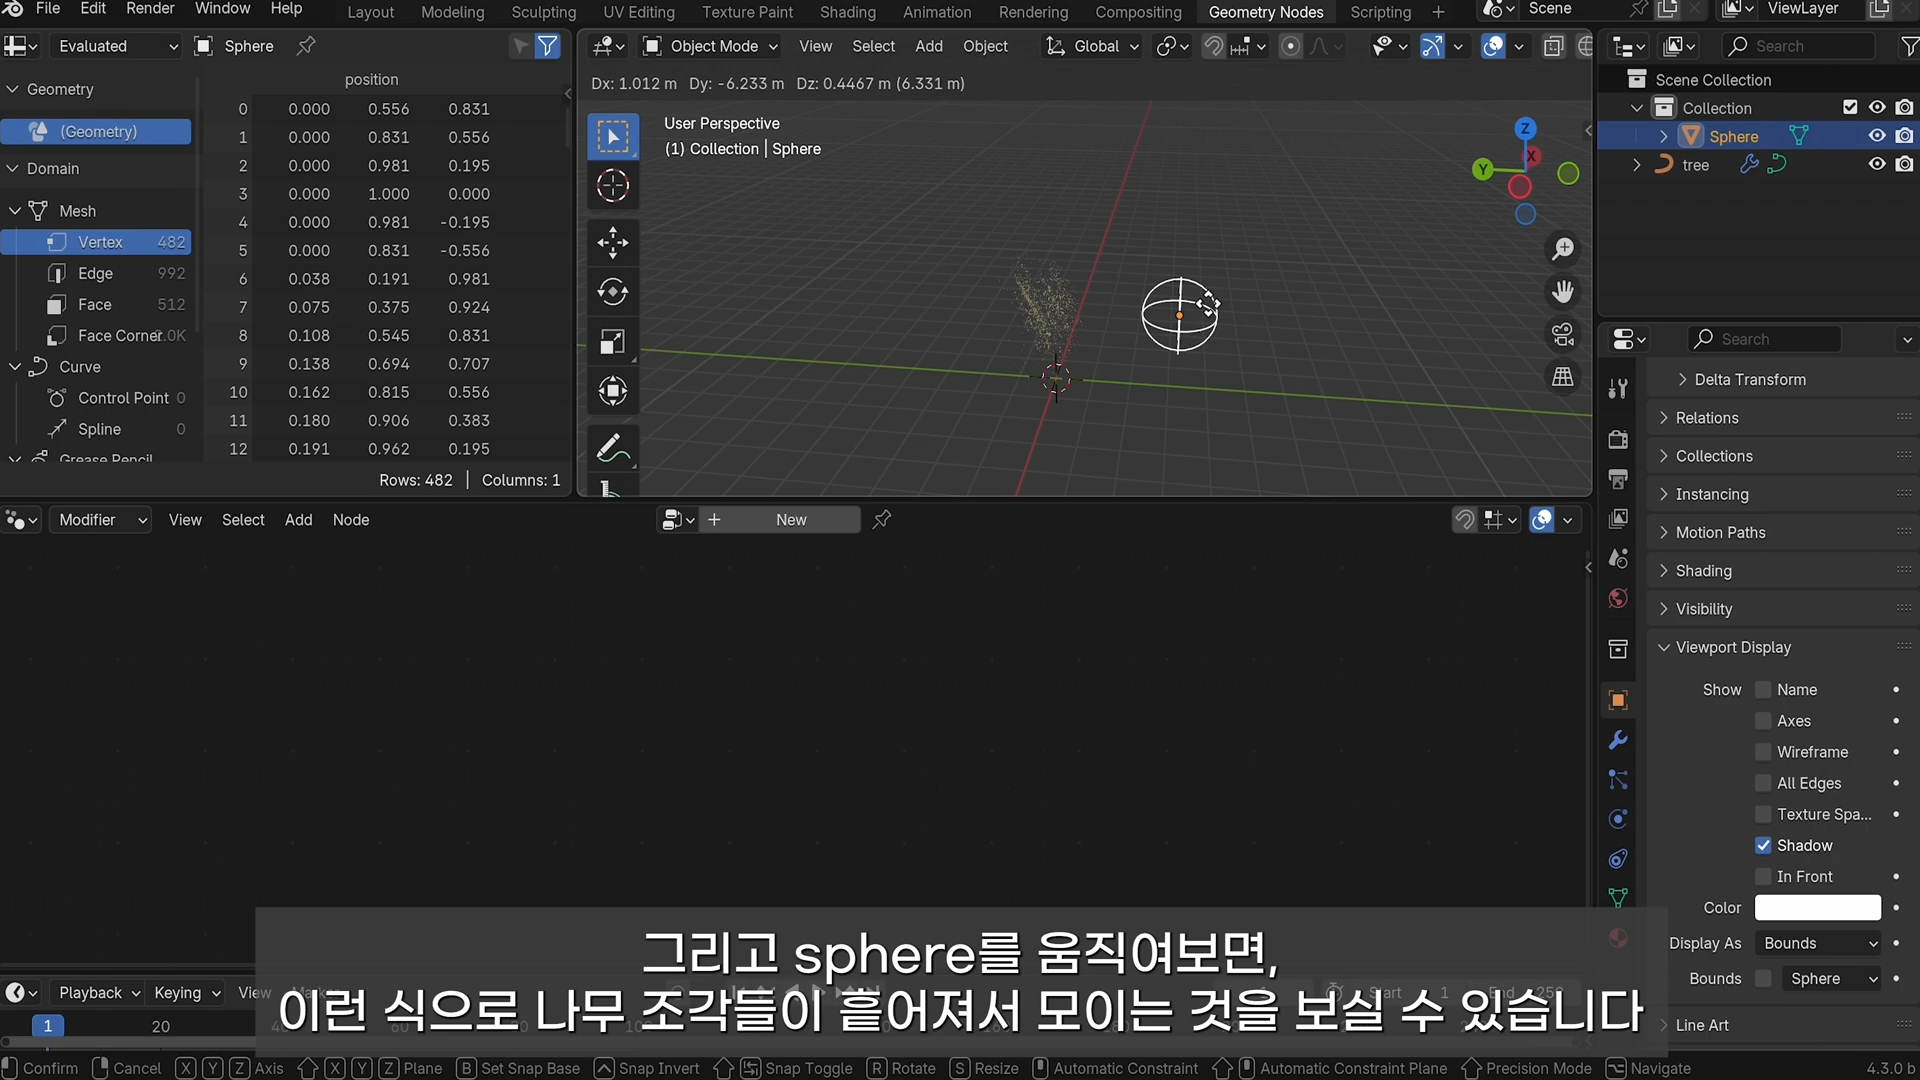 File Edit Render Window Help Layout Modeling Sculpting UV Editing Texture Paint Shading Animation Rendering Compositing Geometry Nodes Scripting + Scene ViewLayer
Evaluated Sphere
Object Mode View Select Add Object Global
Search
position
Geometry
(Geometry)
Domain
Mesh
Vertex 482
Edge 992
Face 512
Face Corner
Curve
Control Point 0
Spline 0
Grease Pencil
0 0.000 0.556 0.831
1 0.000 0.831 0.556
2 0.000 0.981 0.195
3 0.000 1.000 0.000
4 0.000 0.981 -0.195
5 0.000 0.831 -0.556
6 0.038 0.191 0.981
7 0.075 0.375 0.924
8 0.108 0.545 0.831
9 0.138 0.694 0.707
10 0.162 0.815 0.556
11 0.180 0.906 0.383
12 0.191 0.962 0.195
Rows: 482 | Columns: 1
Dx: 1.012 m Dy: -6.233 m Dz: 0.4467 m (6.331 m)
User Perspective
(1) Collection | Sphere
Z
X
Y
Scene Collection
Collection
Sphere
tree
Search
Delta Transform
Relations
Collections
Instancing
Motion Paths
Shading
Visibility
Viewport Display
Show Name
Axes
Wireframe
All Edges
Texture Spa...
Shadow
In Front
Color
Display As Bounds
Bounds Sphere
Line Art
Modifier View Select Add Node
+ New
그리고 sphere를 움직여보면,
이런 식으로 나무 조각들이 흩어져서 모이는 것을 보실 수 있습니다
Playback Keying View
1 20
Confirm Cancel X Y Z Axis X Y Z Plane B Set Snap Base Snap Invert Snap Toggle R Rotate S Resize Automatic Constraint Automatic Constraint Plane Precision Mode Navigate 4.3.0 b